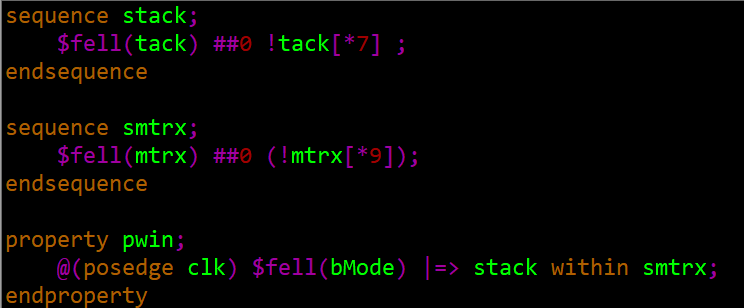 sequence stack;
    $fell(tack) ##0 !tack[*7] ;
endsequence

sequence smtrx;
    $fell(mtrx) ##0 (!mtrx[*9]);
endsequence

property pwin;
    @(posedge clk) $fell(bMode) |=> stack within smtrx;
endproperty